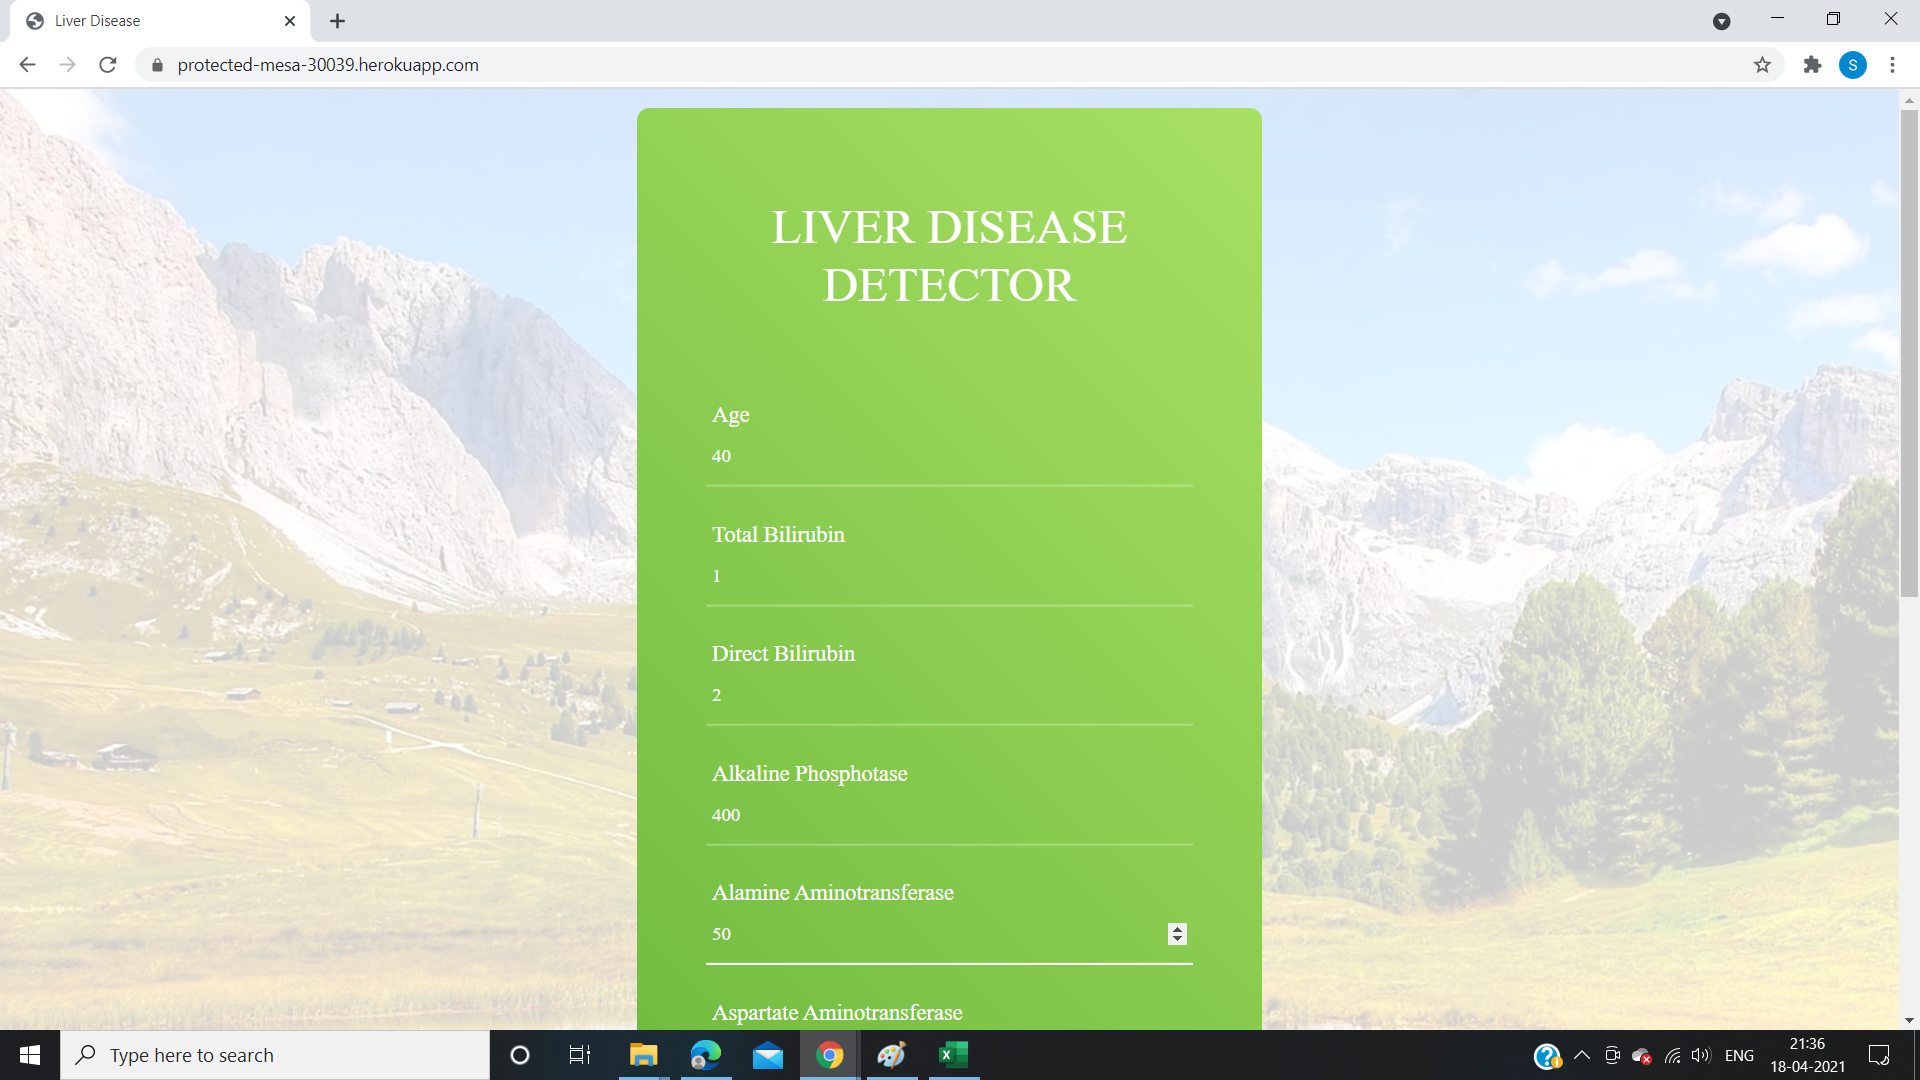 Liver Disease
protected-mesa-30039.herokuapp.com
S
LIVER DISEASE
DETECTOR
Age
40
Total Bilirubin
1
Direct Bilirubin
2
Alkaline Phosphotase
400
Alamine Aminotransferase
50
Aspartate Aminotransferase
Type here to search
ENG
21:36
18-04-2021